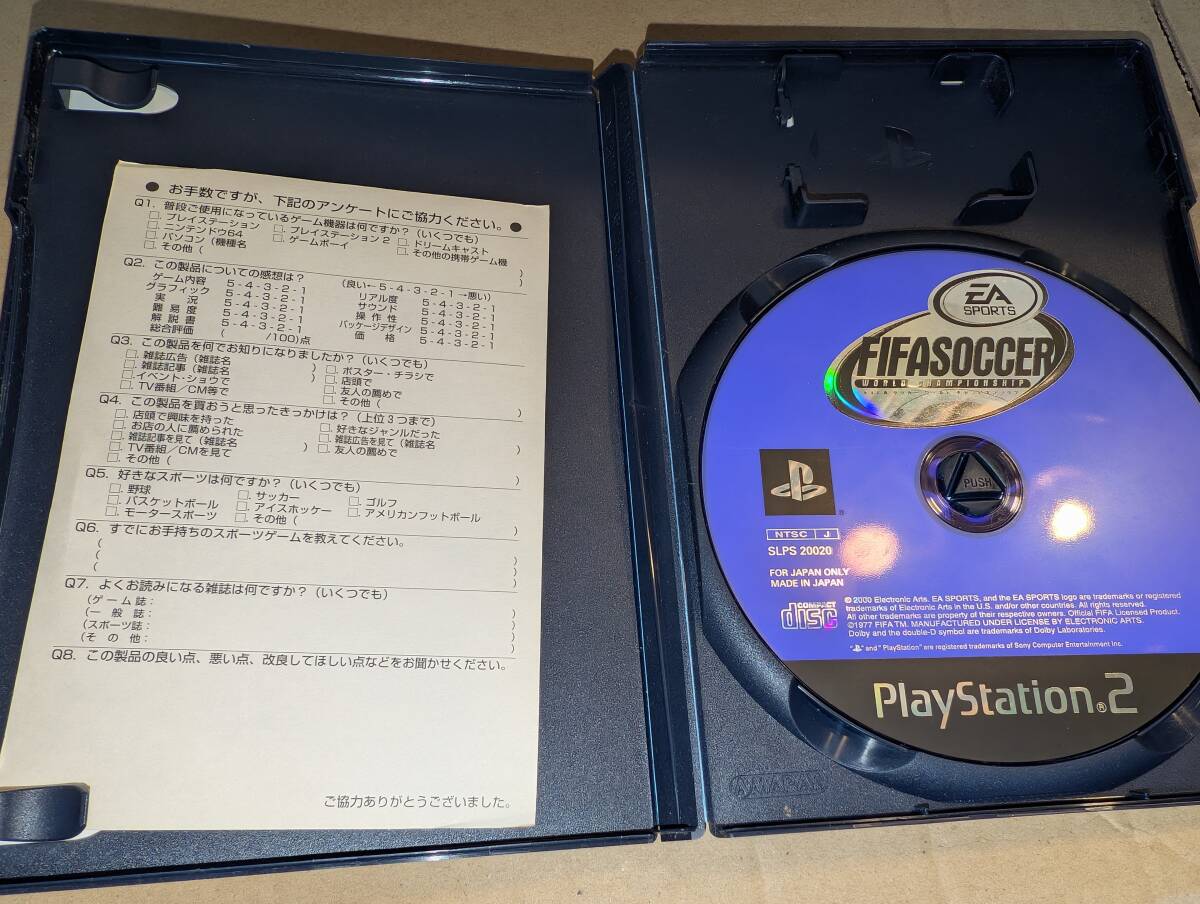 ● お手数ですが、下記のアンケートにご協力ください。●
Q1. 普段ご使用になっているゲーム機器は何ですか？（いくつでも）
□. プレイステーション □. プレイステーション2 □. ドリームキャスト
□. ニンテンドウ64 □. ゲームボーイ □. その他の携帯ゲーム機
□. パソコン（機種名 ）
□. その他（ ）
Q2. この製品についての感想は？ （良い←5-4-3-2-1→悪い）
ゲーム内容 5-4-3-2-1 リアル度 5-4-3-2-1
グラフィック 5-4-3-2-1 サウンド 5-4-3-2-1
実況 5-4-3-2-1 操作性 5-4-3-2-1
難易度 5-4-3-2-1 パッケージデザイン 5-4-3-2-1
解説書 5-4-3-2-1 価格 5-4-3-2-1
総合評価 （ /100)点
Q3. この製品を何でお知りになりましたか？（いくつでも）
□. 雑誌広告（雑誌名 ） □. ポスター・チラシで
□. 雑誌記事（雑誌名 ） □. 店頭で
□. イベント・ショウで □. 友人の薦めで
□. TV番組／CM等で □. その他（ ）
Q4. この製品を買おうと思ったきっかけは？（上位3つまで）
□. 店頭で興味を持った □. 好きなジャンルだった
□. お店の人に薦められた □. 雑誌広告を見て（雑誌名 ）
□. 雑誌記事を見て（雑誌名 ） □. 友人の薦めで
□. TV番組／CMを見て
□. その他（ ）
Q5. 好きなスポーツは何ですか？（いくつでも）
□. 野球 □. サッカー □. ゴルフ
□. バスケットボール □. アイスホッケー □. アメリカンフットボール
□. モータースポーツ □. その他（ ）
Q6. すでにお手持ちのスポーツゲームを教えてください。
（ ）
（ ）
（ ）
Q7. よくお読みになる雑誌は何ですか？（いくつでも）
（ゲーム誌： ）
（一般誌： ）
（スポーツ誌： ）
（その他： ）
Q8. この製品の良い点、悪い点、改良してほしい点などをお聞かせください。
ご協力ありがとうございました。
EA
SPORTS
FIFASOCCER
WORLD CHAMPIONSHIP
PUSH
NTSC J
SLPS 20020
FOR JAPAN ONLY
MADE IN JAPAN
COMPACT
disc
© 2000 Electronic Arts. EA SPORTS, and the EA SPORTS logo are trademarks or registered
trademarks of Electronic Arts in the U.S. and/or other countries. All rights reserved.
All other trademarks are property of their respective owners. Official FIFA Licensed Product.
©1977 FIFA TM. MANUFACTURED UNDER LICENSE BY ELECTRONIC ARTS.
Dolby and the double-D symbol are trademarks of Dolby Laboratories.
" " and "PlayStation" are registered trademarks of Sony Computer Entertainment Inc.
PlayStation®2
AMARAY